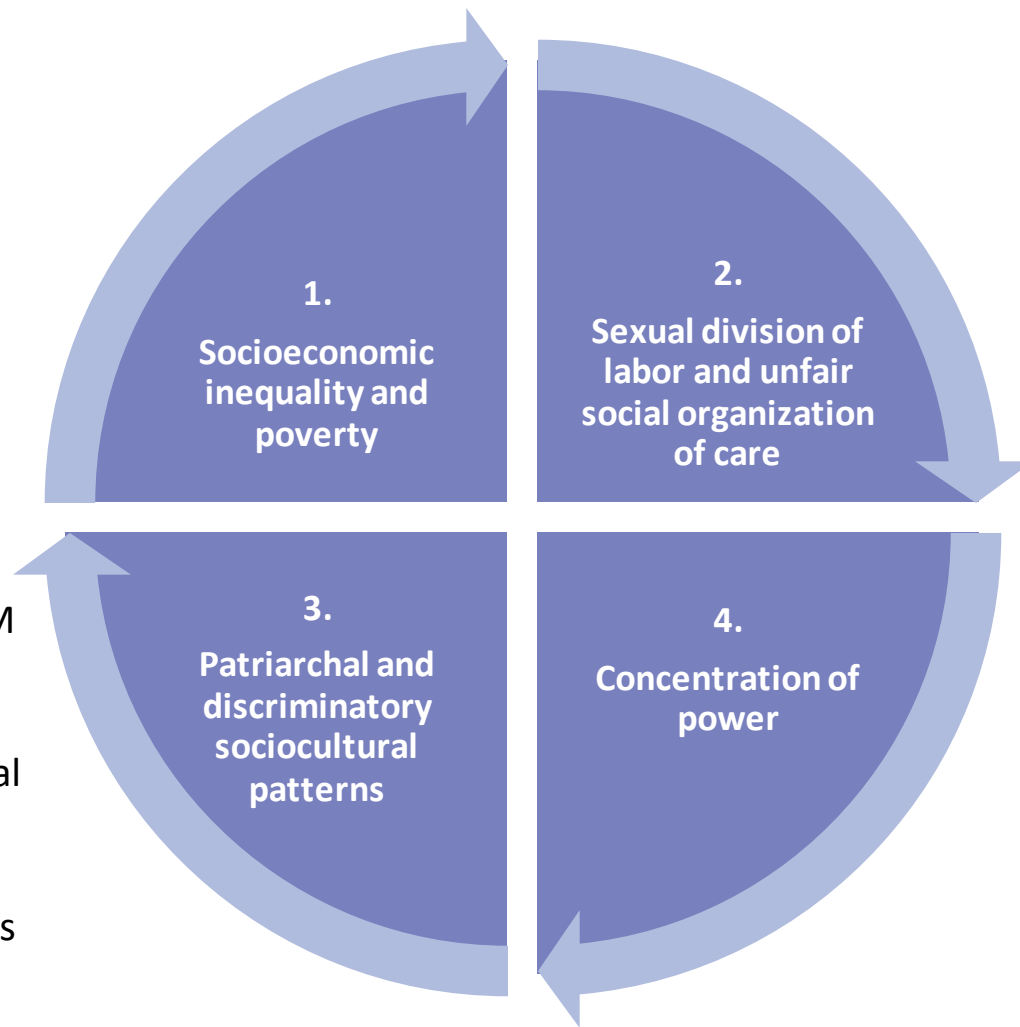 1.
Socioeconomic
inequality and
poverty
2.
Sexual division of
labor and unfair
social organization
of care
3.
Patriarchal and
discriminatory
sociocultural
patterns
4.
Concentration of
power
M
al
s